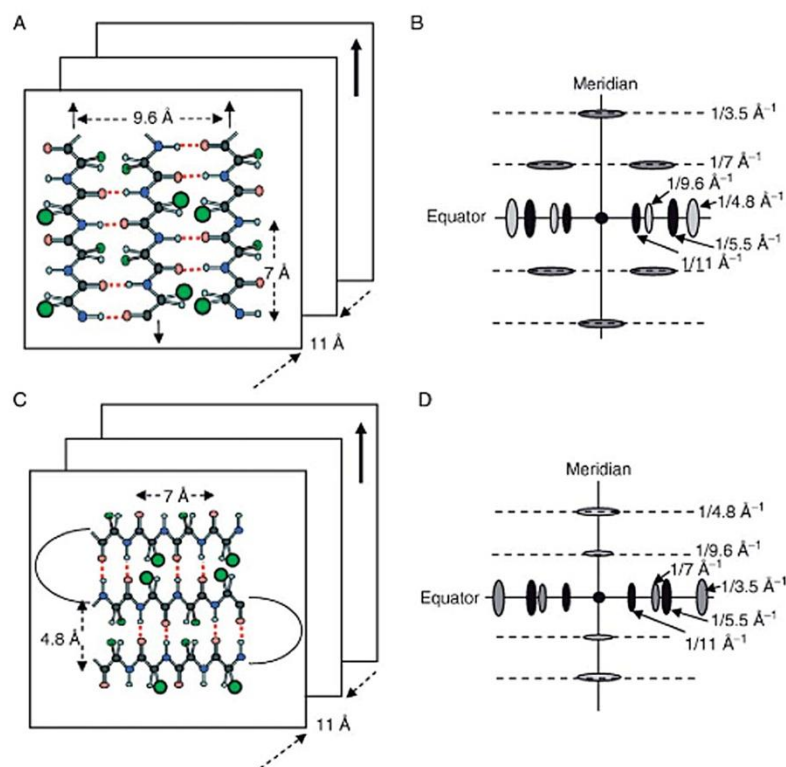 A
9.6 Å
7 Å
11 Å
B
Meridian
1/3.5 Å⁻¹
1/7 Å⁻¹
1/9.6 Å⁻¹
1/4.8 Å⁻¹
Equator
1/5.5 Å⁻¹
1/11 Å⁻¹
C
7 Å
4.8 Å
11 Å
D
Meridian
1/4.8 Å⁻¹
1/9.6 Å⁻¹
1/7 Å⁻¹
1/3.5 Å⁻¹
Equator
1/5.5 Å⁻¹
1/11 Å⁻¹